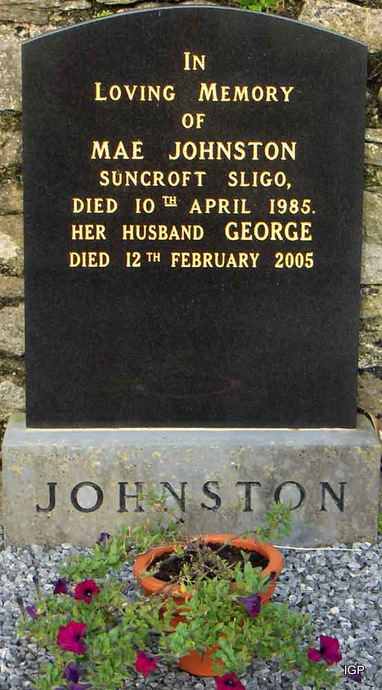 In
Loving Memory
OF
MAE JOHNSTON
SUNCROFT SLIGO,
DIED 10TH APRIL 1985.
HER HUSBAND GEORGE
DIED 12TH FEBRUARY 2005
JOHNSTON
IGP